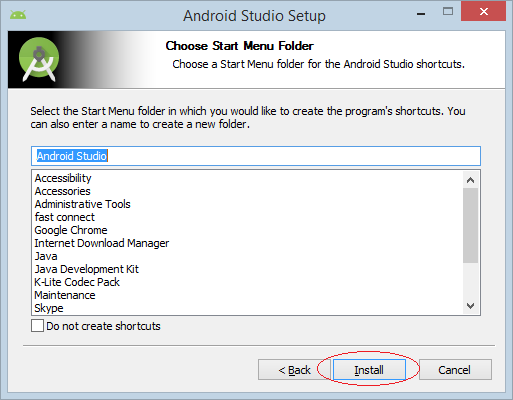 Android Studio Setup
Choose Start Menu Folder
Choose a Start Menu folder for the Android Studio shortcuts.
Select the Start Menu folder in which you would like to create the program's shortcuts. You
can also enter a name to create a new folder.
Android Studio
Accessibility
Accessories
Administrative Tools
fast connect
Google Chrome
Internet Download Manager
Java
Java Development Kit
K-Lite Codec Pack
Maintenance
Skype
Do not create shortcuts
< Back Install Cancel